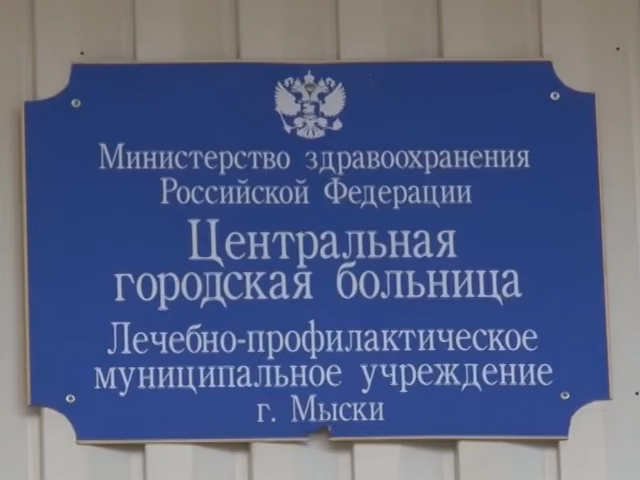 Министерство здравоохранения
Российской Федерации
Центральная
городская больница
Лечебно-профилактическое
муниципальное учреждение
г. Мыски